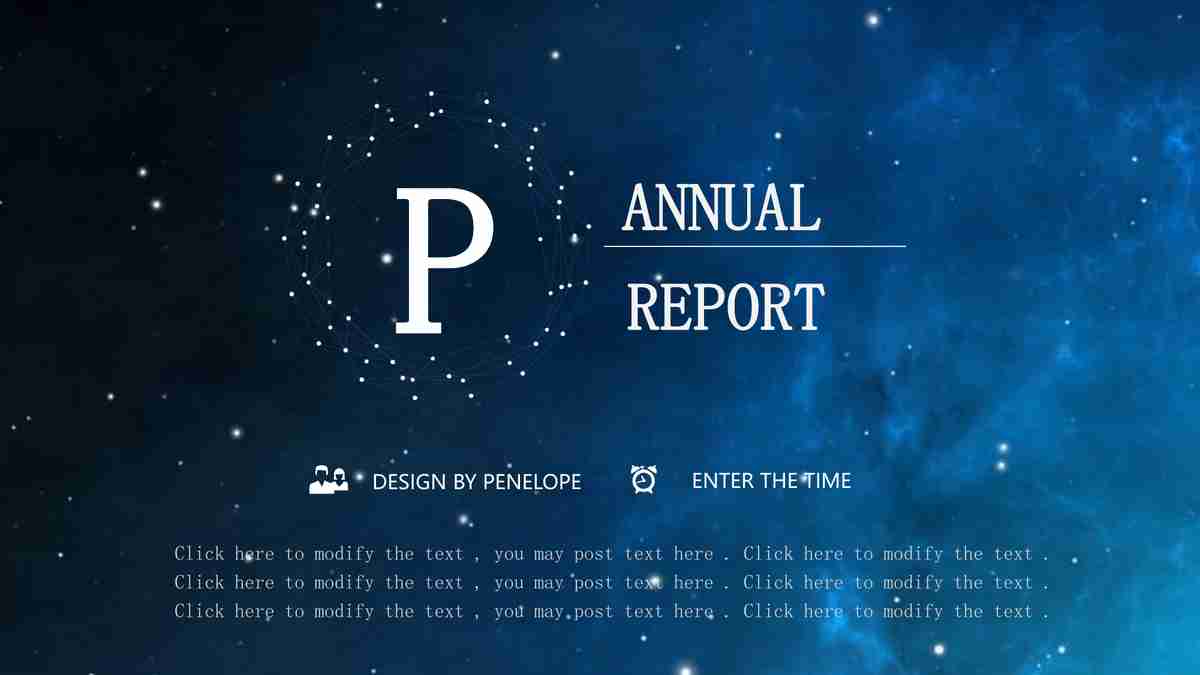 P
ANNUAL
REPORT
DESIGN BY PENELOPE
ENTER THE TIME
Click here to modify the text , you may post text here . Click here to modify the text .
Click here to modify the text , you may post text here . Click here to modify the text .
Click here to modify the text , you may post text here . Click here to modify the text .